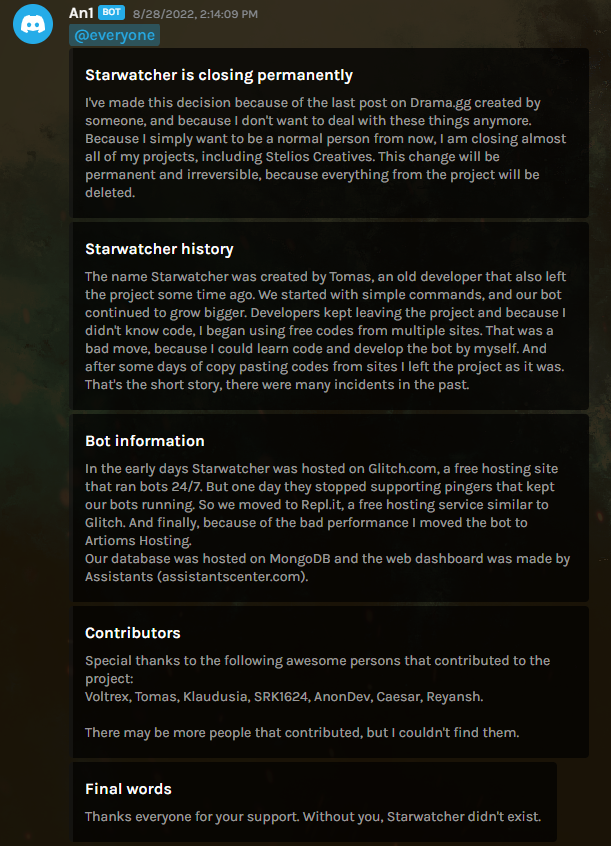 An1 BOT 8/28/2022, 2:14:09 PM
@everyone
Starwatcher is closing permanently
I've made this decision because of the last post on Drama.gg created by
someone, and because I don't want to deal with these things anymore.
Because I simply want to be a normal person from now, I am closing almost
all of my projects, including Stelios Creatives. This change will be
permanent and irreversible, because everything from the project will be
deleted.
Starwatcher history
The name Starwatcher was created by Tomas, an old developer that also left
the project some time ago. We started with simple commands, and our bot
continued to grow bigger. Developers kept leaving the project and because I
didn't know code, I began using free codes from multiple sites. That was a
bad move, because I could learn code and develop the bot by myself. And
after some days of copy pasting codes from sites I left the project as it was.
That's the short story, there were many incidents in the past.
Bot information
In the early days Starwatcher was hosted on Glitch.com, a free hosting site
that ran bots 24/7. But one day they stopped supporting pingers that kept
our bots running. So we moved to Repl.it, a free hosting service similar to
Glitch. And finally, because of the bad performance I moved the bot to
Artioms Hosting.
Our database was hosted on MongoDB and the web dashboard was made by
Assistants (assistantscenter.com).
Contributors
Special thanks to the following awesome persons that contributed to the
project:
Voltrex, Tomas, Klaudusia, SRK1624, AnonDev, Caesar, Reyansh.
There may be more people that contributed, but I couldn't find them.
Final words
Thanks everyone for your support. Without you, Starwatcher didn't exist.